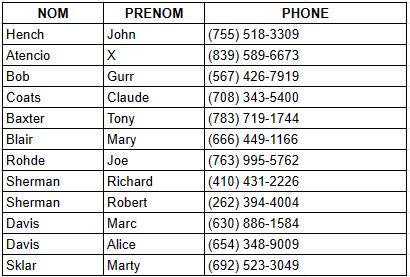 NOM PRENOM PHONE
Hench John (755) 518-3309
Atencio X (839) 589-6673
Bob Gurr (567) 426-7919
Coats Claude (708) 343-5400
Baxter Tony (783) 719-1744
Blair Mary (666) 449-1166
Rohde Joe (763) 995-5762
Sherman Richard (410) 431-2226
Sherman Robert (262) 394-4004
Davis Marc (630) 886-1584
Davis Alice (654) 348-9009
Sklar Marty (692) 523-3049